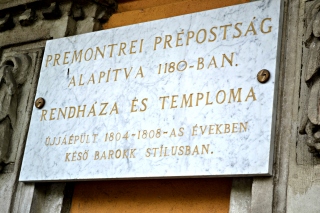 PREMONTREI PRÉPOSTSÁG
ALAPÍTVA 1180-BAN.
RENDHÁZA ÉS TEMPLOMA
ÚJJÁÉPÜLT 1804-1808-AS ÉVEKBEN
KÉSŐ BAROKK STÍLUSBAN.